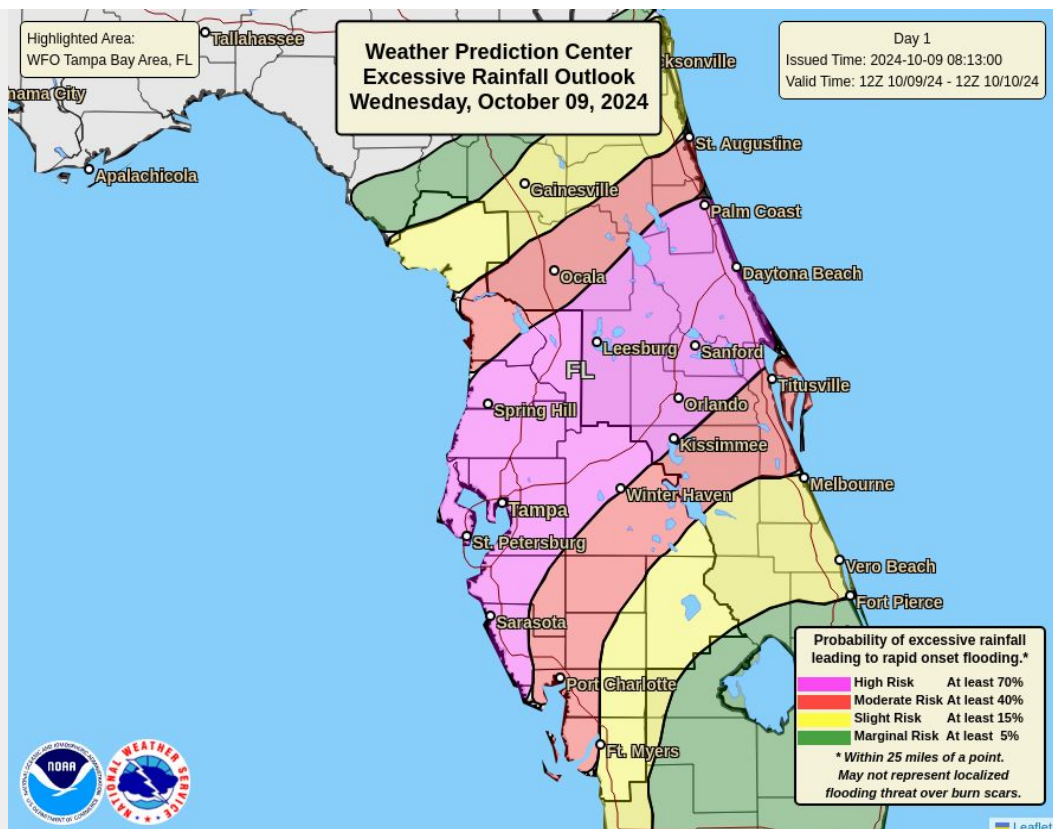 Highlighted Area:
WFO Tampa Bay Area, FL
Weather Prediction Center
Excessive Rainfall Outlook
Wednesday, October 09, 2024
Day 1
Issued Time: 2024-10-09 08:13:00
Valid Time: 12Z 10/09/24 - 12Z 10/10/24
Tallahassee
cksonville
nama City
St. Augustine
Apalachicola
Gainesville
Palm Coast
Ocala
Daytona Beach
Leesburg
Sanford
FL
Titusville
Spring Hill
Orlando
Kissimmee
Melbourne
Winter Haven
Tampa
St. Petersburg
Vero Beach
Fort Pierce
Sarasota
Port Charlotte
Ft. Myers
Probability of excessive rainfall
leading to rapid onset flooding.*
High Risk At least 70%
Moderate Risk At least 40%
Slight Risk At least 15%
Marginal Risk At least 5%
* Within 25 miles of a point.
May not represent localized
flooding threat over burn scars.
NOAA
NATIONAL WEATHER SERVICE
Leaflet